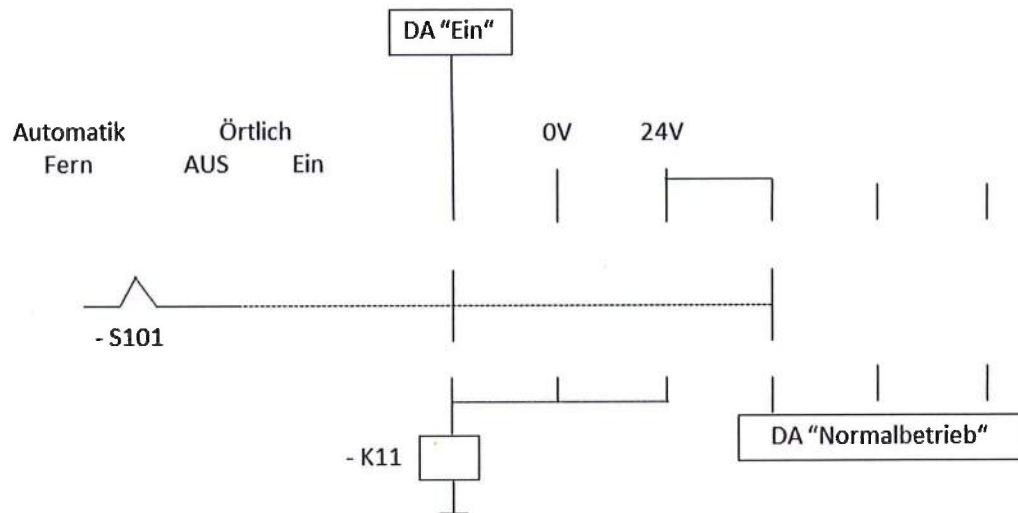 DA “Ein“
Automatik Örtlich 0V 24V
Fern AUS Ein
- S101
- K11
DA “Normalbetrieb“